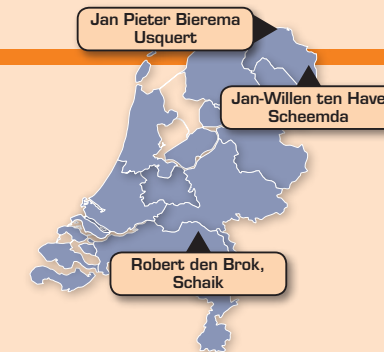 Jan Pieter Bierema
Usquert
Jan-Willen ten Have
Scheemda
Robert den Brok,
Schaik